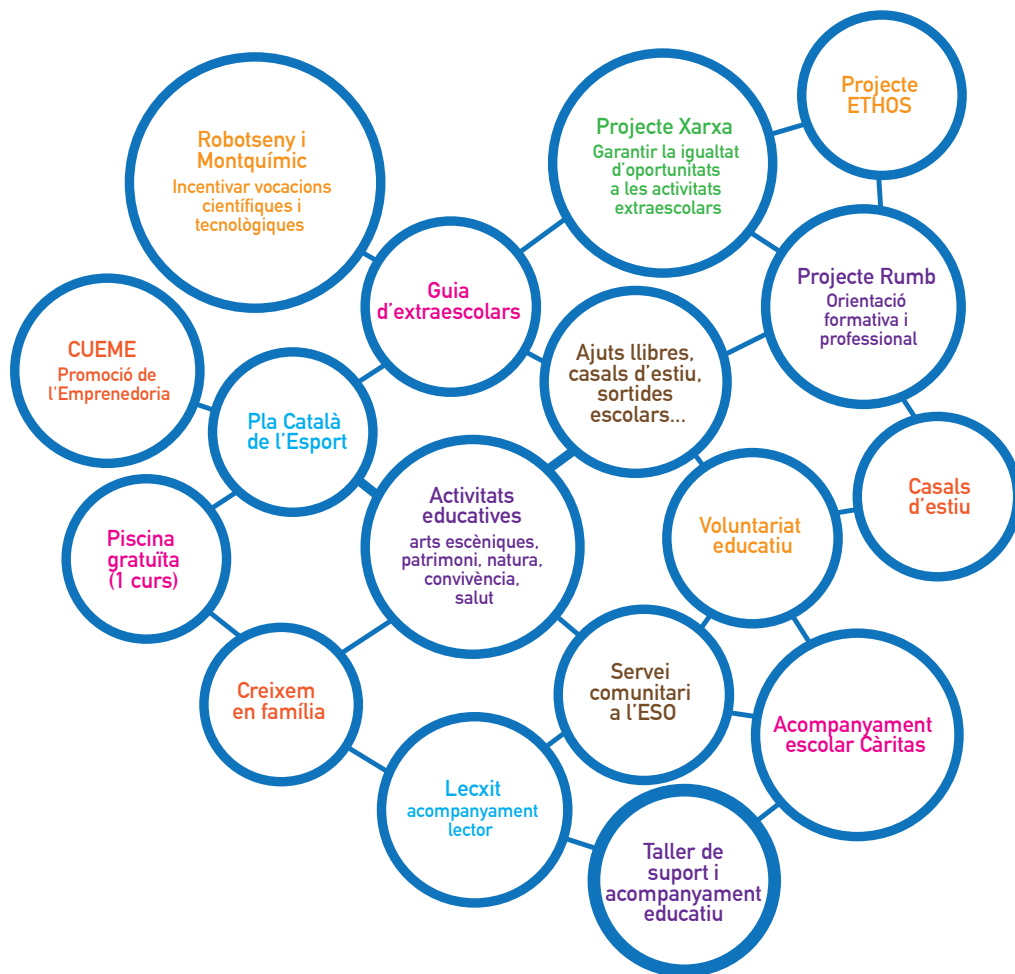 Projecte
ETHOS
Projecte Xarxa
Garantir la igualtat
d'oportunitats
a les activitats
extraescolars
Robotseny i
Montquímic
Incentivar vocacions
científiques i
tecnològiques
Projecte Rumb
Orientació
formativa i
professional
Guia
d'extraescolars
CUEME
Promoció de
l'Emprenedoria
Ajuts llibres,
casals d'estiu,
sortides
escolars...
Pla Català
de l'Esport
Casals
d'estiu
Activitats
educatives
arts escèniques,
patrimoni, natura,
convivència,
salut
Voluntariat
educatiu
Piscina
gratuïta
(1 curs)
Creixem
en família
Servei
comunitari
a l'ESO
Acompanyament
escolar Càritas
Lecxit
acompanyament
lector
Taller de
suport i
acompanyament
educatiu